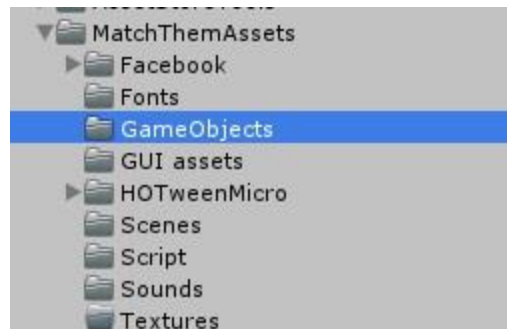 MatchThemAssets
Facebook
Fonts
GameObjects
GUI assets
HOTweenMicro
Scenes
Script
Sounds
Textures